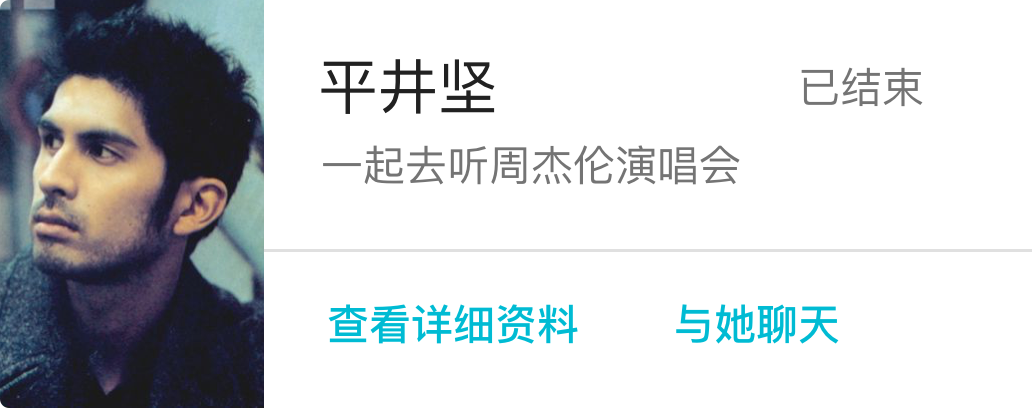 平井坚
已结束
一起去听周杰伦演唱会
查看详细资料
与她聊天